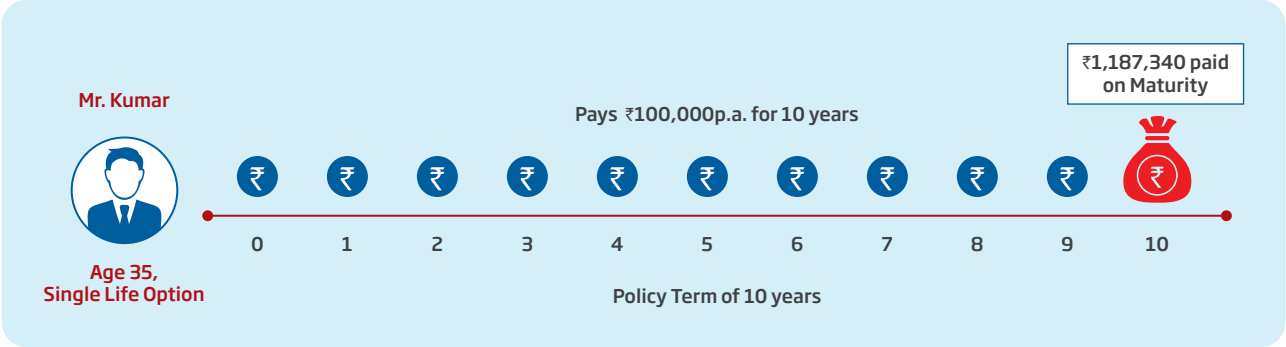 ₹1,187,340 paid
on Maturity
Mr. Kumar
Pays ₹100,000p.a. for 10 years
₹ ₹ ₹ ₹ ₹ ₹ ₹ ₹ ₹ ₹ ₹
0 1 2 3 4 5 6 7 8 9 10
Age 35,
Single Life Option
Policy Term of 10 years